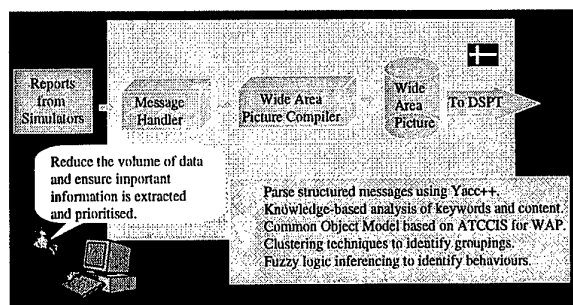 Reports
from
Simulators
Message
Handler
Wide Area
Picture Compiler
Wide
Area
Picture
To DSPT
Reduce the volume of data
and ensure important
information is extracted
and prioritised.
Parse structured messages using Yacc++.
Knowledge-based analysis of keywords and content.
Common Object Model based on ATCCIS for WAP.
Clustering techniques to identify groupings.
Fuzzy logic inferencing to identify behaviours.